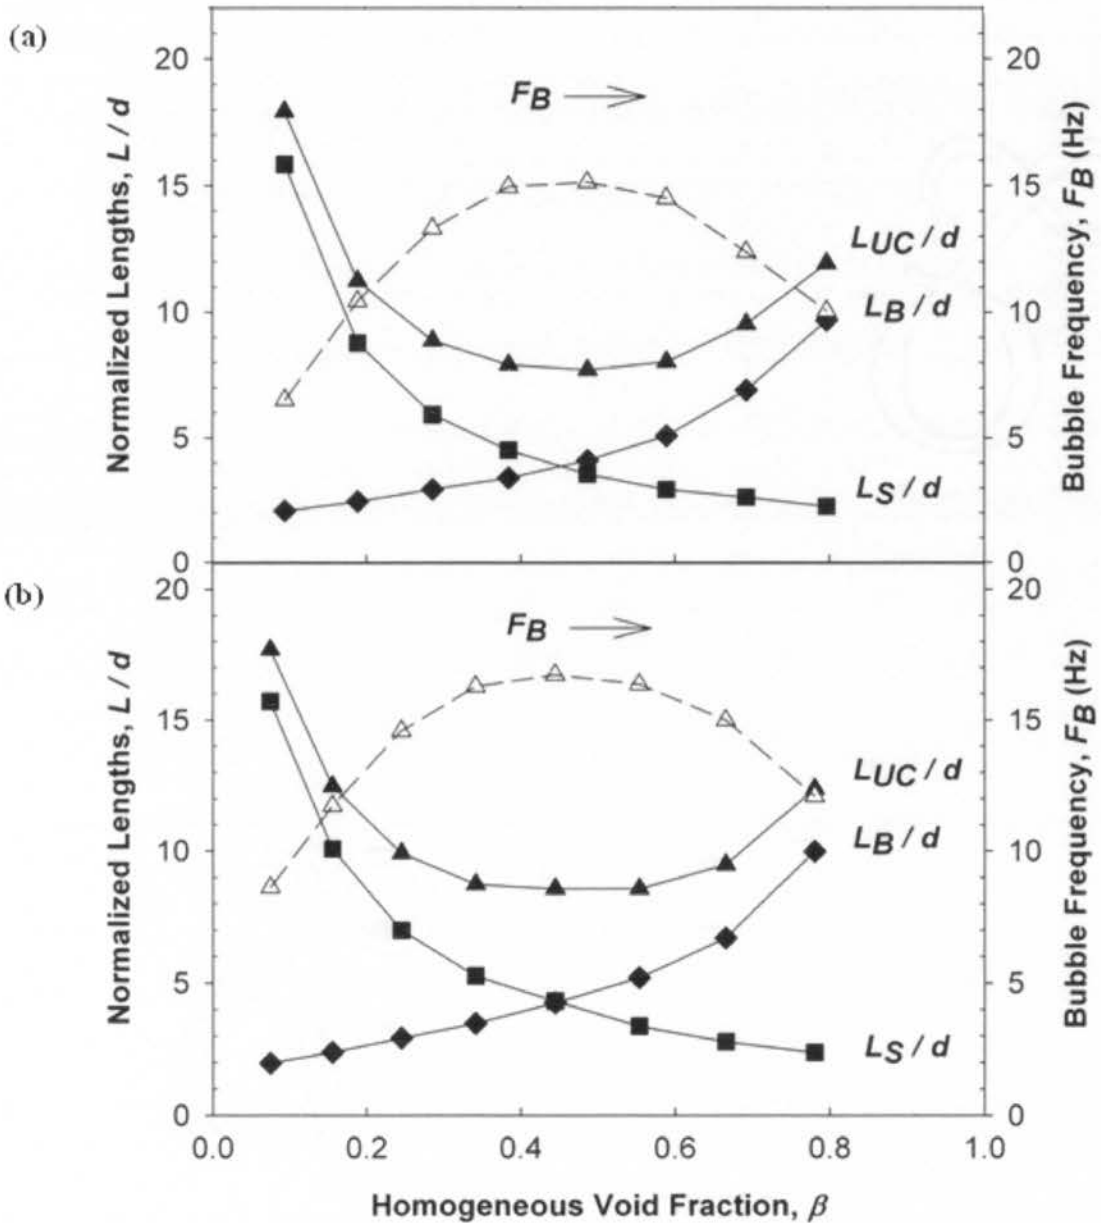 (a)
Normalized Lengths, L / d
20
15
10
5
0
F_B
L_UC / d
L_B / d
L_S / d
20
15
10
5
0
Bubble Frequency, F_B (Hz)
(b)
Normalized Lengths, L / d
20
15
10
5
0
F_B
L_UC / d
L_B / d
L_S / d
20
15
10
5
0
Bubble Frequency, F_B (Hz)
0.0 0.2 0.4 0.6 0.8 1.0
Homogeneous Void Fraction, β